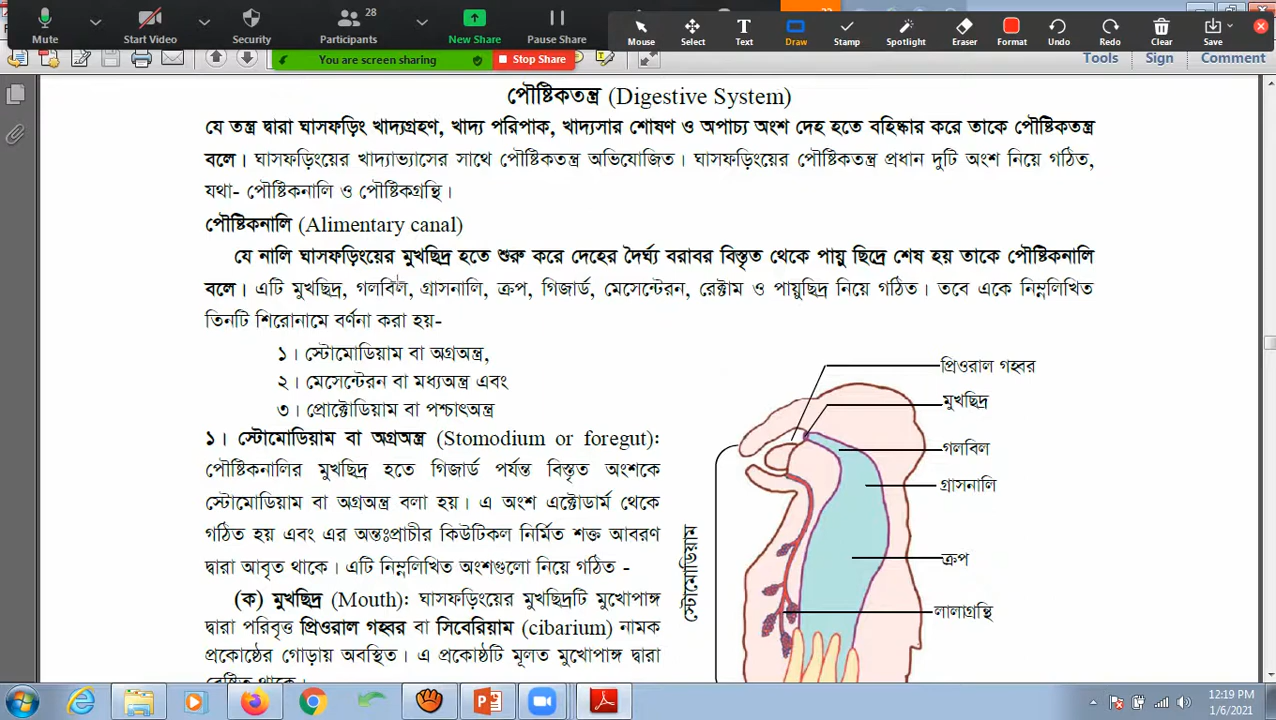 28
Mute
Start Video
Security
Participants
New Share
Pause Share
Mouse
Select
Text
Draw
Stamp
Spotlight
Eraser
Format
Undo
Redo
Clear
Save
You are screen sharing
Stop Share
Tools
Sign
Comment
পৌষ্টিকতন্ত্র (Digestive System)
যে তন্ত্র দ্বারা ঘাসফড়িং খাদ্যগ্রহণ, খাদ্য পরিপাক, খাদ্যসার শোষণ ও অপাচ্য অংশ দেহ হতে বহিষ্কার করে তাকে পৌষ্টিকতন্ত্র
বলে। ঘাসফড়িংয়ের খাদ্যাভ্যাসের সাথে পৌষ্টিকতন্ত্র অভিযোজিত। ঘাসফড়িংয়ের পৌষ্টিকতন্ত্র প্রধান দুটি অংশ নিয়ে গঠিত,
যথা- পৌষ্টিকনালি ও পৌষ্টিকগ্রন্থি।
পৌষ্টিকনালি (Alimentary canal)
যে নালি ঘাসফড়িংয়ের মুখছিদ্র হতে শুরু করে দেহের দৈর্ঘ্য বরাবর বিস্তৃত থেকে পায়ু ছিদ্রে শেষ হয় তাকে পৌষ্টিকনালি
বলে। এটি মুখছিদ্র, গলবিল, গ্রাসনালি, ক্রপ, গিজার্ড, মেসেন্টেরন, রেক্টাম ও পায়ুছিদ্র নিয়ে গঠিত। তবে একে নিম্নলিখিত
তিনটি শিরোনামে বর্ণনা করা হয়-
১। স্টোমোডিয়াম বা অগ্রঅন্ত্র,
২। মেসেন্টেরন বা মধ্যঅন্ত্র এবং
৩। প্রোক্টোডিয়াম বা পশ্চাৎঅন্ত্র
১। স্টোমোডিয়াম বা অগ্রঅন্ত্র (Stomodium or foregut):
পৌষ্টিকনালির মুখছিদ্র হতে গিজার্ড পর্যন্ত বিস্তৃত অংশকে
স্টোমোডিয়াম বা অগ্রঅন্ত্র বলা হয়। এ অংশ এক্টোডার্ম থেকে
গঠিত হয় এবং এর অন্তঃপ্রাচীর কিউটিকল নির্মিত শক্ত আবরণ
দ্বারা আবৃত থাকে। এটি নিম্নলিখিত অংশগুলো নিয়ে গঠিত -
(ক) মুখছিদ্র (Mouth): ঘাসফড়িংয়ের মুখছিদ্রটি মুখোপাঙ্গ
দ্বারা পরিবৃত্ত প্রিওরাল গহ্বর বা সিবেরিয়াম (cibarium) নামক
প্রকোষ্ঠের গোড়ায় অবস্থিত। এ প্রকোষ্ঠটি মূলত মুখোপাঙ্গ দ্বারা
বেষ্টিত থাকে।
প্রিওরাল গহ্বর
মুখছিদ্র
গলবিল
গ্রাসনালি
ক্রপ
লালাগ্রন্থি
স্টোমোডিয়াম
12:19 PM
1/6/2021